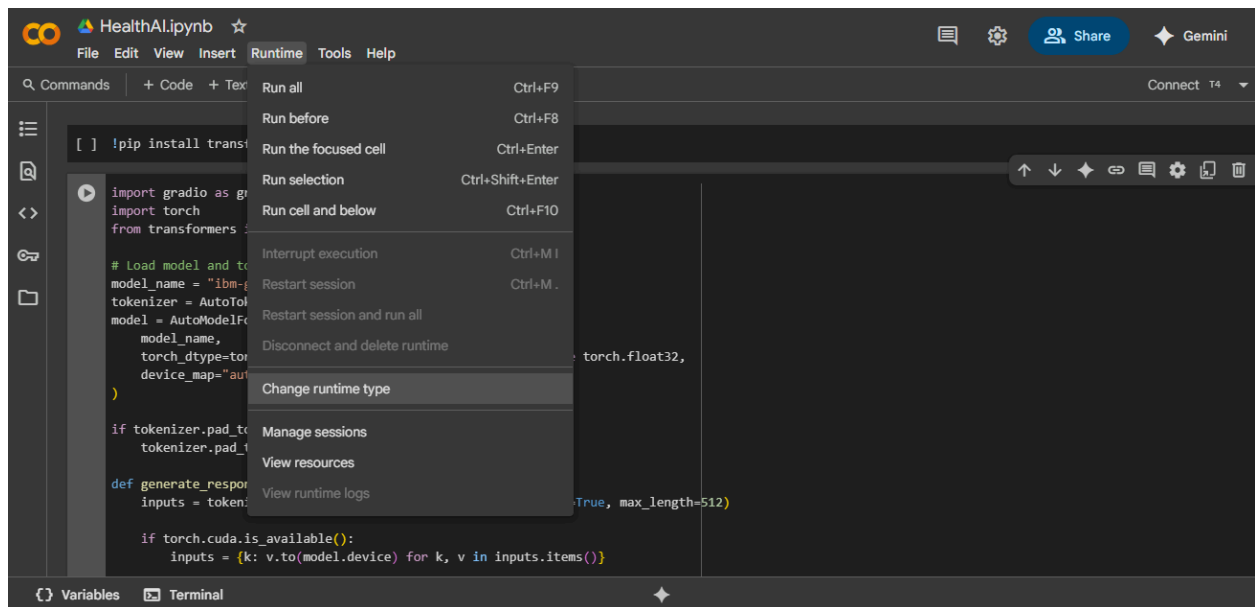 HealthAI.ipynb
File Edit View Insert Runtime Tools Help
Share
Gemini
Commands + Code + Tex
Connect T4
Run all Ctrl+F9
Run before Ctrl+F8
Run the focused cell Ctrl+Enter
Run selection Ctrl+Shift+Enter
Run cell and below Ctrl+F10
Interrupt execution Ctrl+M I
Restart session Ctrl+M .
Restart session and run all
Disconnect and delete runtime
Change runtime type
Manage sessions
View resources
View runtime logs
[ ] !pip install transf
import gradio as gr
import torch
from transformers i
# Load model and to
model_name = "ibm-g
tokenizer = AutoTok
model = AutoModelFo
model_name,
torch_dtype=tor torch.float32,
device_map="aut
)
if tokenizer.pad_to
tokenizer.pad_t
def generate_respon
inputs = tokeni =True, max_length=512)
if torch.cuda.is_available():
inputs = {k: v.to(model.device) for k, v in inputs.items()}
{} Variables Terminal